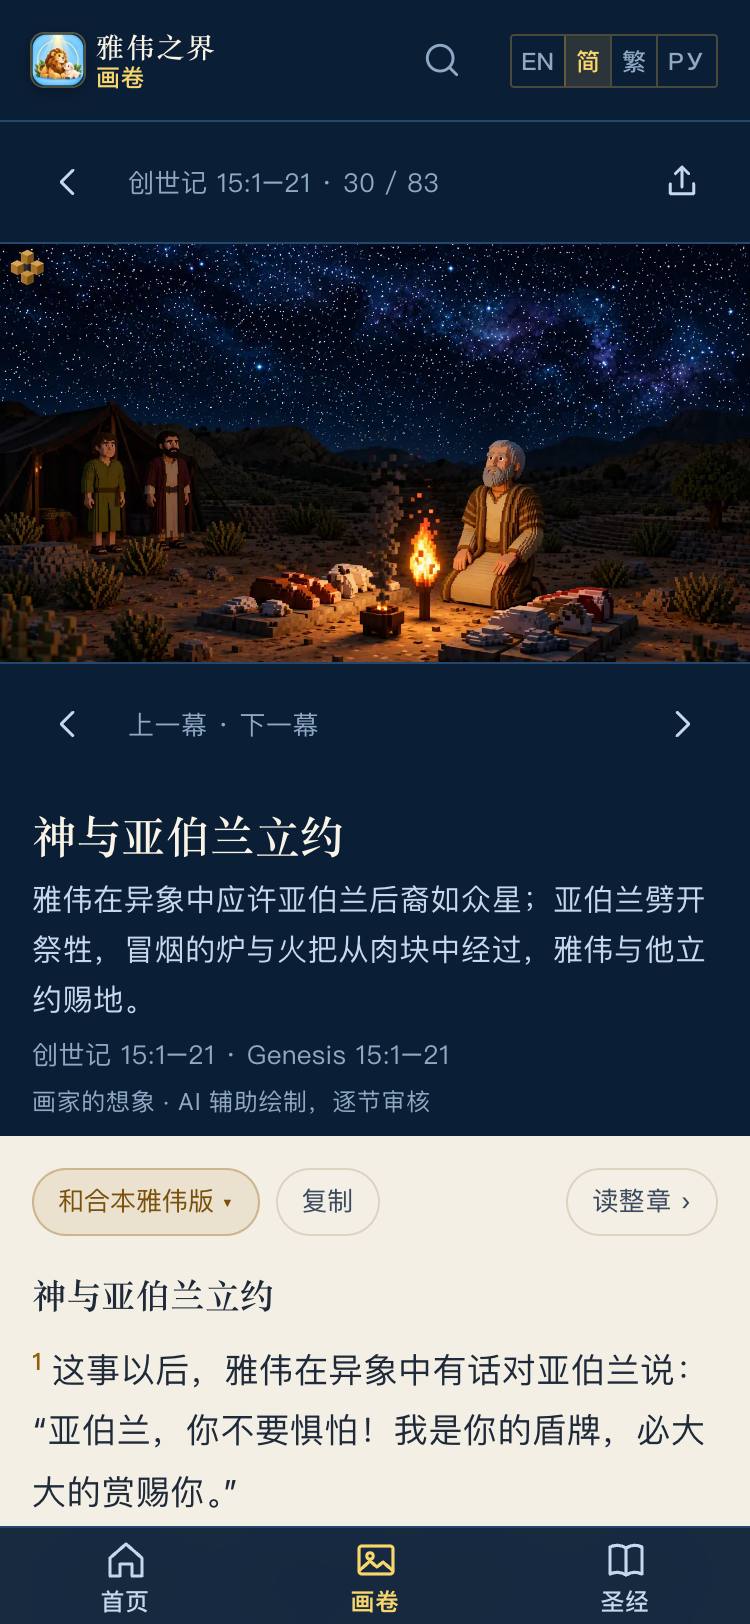 雅伟之界
画卷
EN 简 繁 РУ
创世记 15:1–21 · 30 / 83
上一幕 · 下一幕
神与亚伯兰立约
雅伟在异象中应许亚伯兰后裔如众星；亚伯兰劈开
祭牲，冒烟的炉与火把从肉块中经过，雅伟与他立
约赐地。
创世记 15:1–21 · Genesis 15:1–21
画家的想象 · AI 辅助绘制，逐节审核
和合本雅伟版 ▾ 复制 读整章 ›
神与亚伯兰立约
1 这事以后，雅伟在异象中有话对亚伯兰说：
“亚伯兰，你不要惧怕！我是你的盾牌，必大
大的赏赐你。”
首页 画卷 圣经